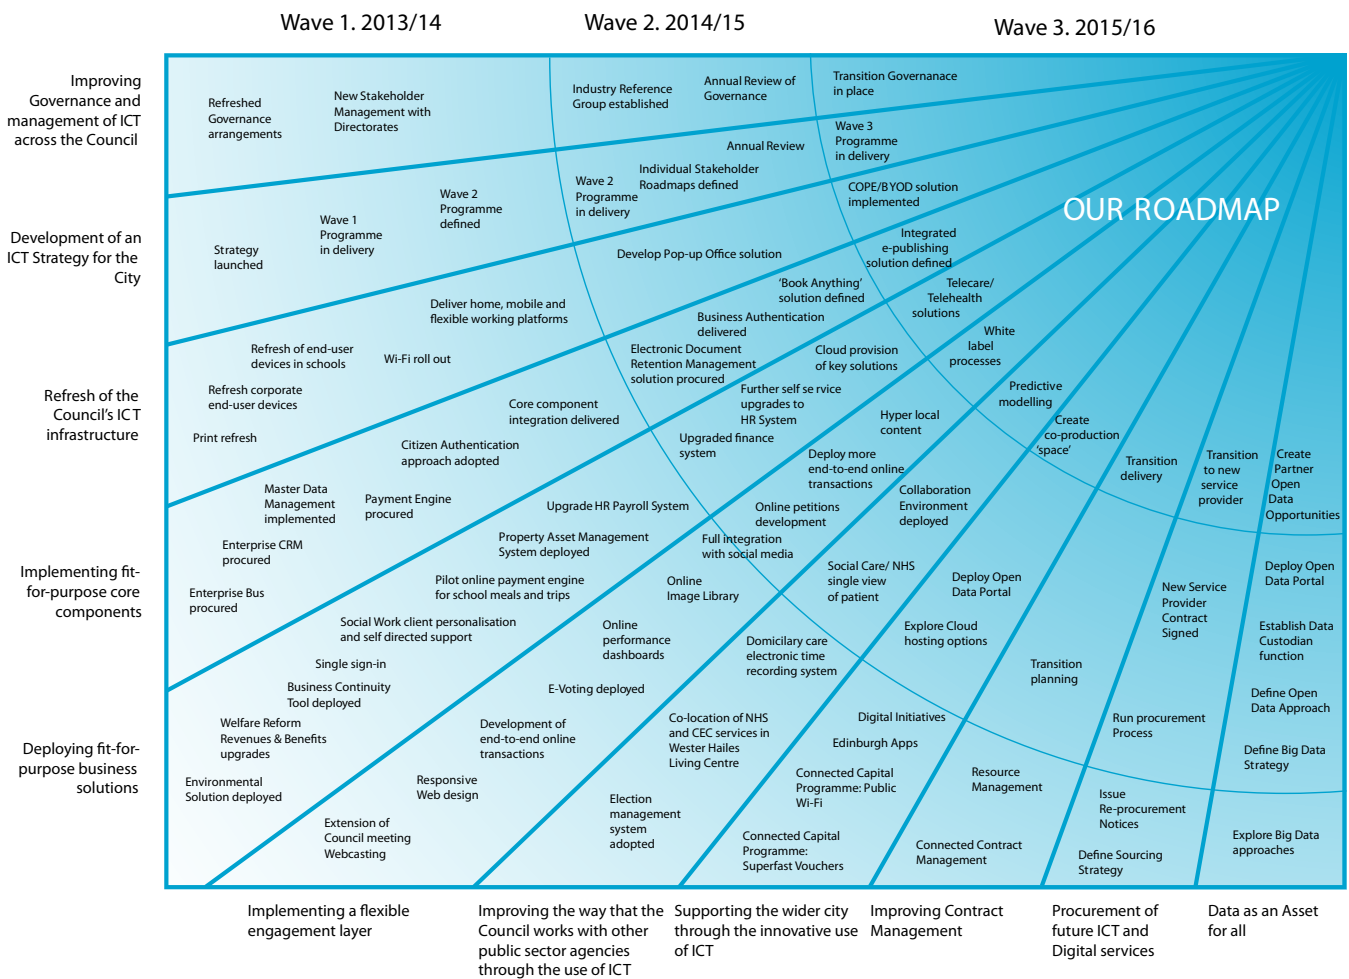 Wave 1. 2013/14
Wave 2. 2014/15
Wave 3. 2015/16
OUR ROADMAP
Improving
Governance and
management of ICT
across the Council
Refreshed
Governance
arrangements
New Stakeholder
Management with
Directorates
Industry Reference
Group established
Annual Review of
Governance
Transition Governanace
in place
Development of an
ICT Strategy for the
City
Strategy
launched
Wave 1
Programme
in delivery
Wave 2
Programme
defined
Wave 2
Programme
in delivery
Individual Stakeholder
Roadmaps defined
Annual Review
Wave 3
Programme
in delivery
Refresh of the
Council's ICT
infrastructure
Print refresh
Refresh corporate
end-user devices
Refresh of end-user
devices in schools
Wi-Fi roll out
Deliver home, mobile and
flexible working platforms
Develop Pop-up Office solution
COPE/BYOD solution
implemented
Implementing fit-
for-purpose core
components
Enterprise Bus
procured
Enterprise CRM
procured
Master Data
Management
implemented
Payment Engine
procured
Citizen Authentication
approach adopted
Core component
integration delivered
Electronic Document
Retention Management
solution procured
Business Authentication
delivered
'Book Anything'
solution defined
Integrated
e-publishing
solution defined
Deploying fit-for-
purpose business
solutions
Environmental
Solution deployed
Welfare Reform
Revenues & Benefits
upgrades
Business Continuity
Tool deployed
Single sign-in
Social Work client personalisation
and self directed support
Pilot online payment engine
for school meals and trips
Property Asset Management
System deployed
Upgrade HR Payroll System
Upgraded finance
system
Further self se rvice
upgrades to
HR System
Cloud provision
of key solutions
Telecare/
Telehealth
solutions
Implementing a flexible
engagement layer
Extension of
Council meeting
Webcasting
Responsive
Web design
Development of
end-to-end online
transactions
E-Voting deployed
Online
performance
dashboards
Online
Image Library
Full integration
with social media
Online petitions
development
Deploy more
end-to-end online
transactions
Hyper local
content
White
label
processes
Improving the way that the
Council works with other
public sector agencies
through the use of ICT
Election
management
system
adopted
Co-location of NHS
and CEC services in
Wester Hailes
Living Centre
Domicilary care
electronic time
recording system
Social Care/ NHS
single view
of patient
Collaboration
Environment
deployed
Predictive
modelling
Supporting the wider city
through the innovative use
of ICT
Connected Capital
Programme:
Superfast Vouchers
Connected Capital
Programme: Public
Wi-Fi
Edinburgh Apps
Digital Initiatives
Explore Cloud
hosting options
Deploy Open
Data Portal
Create
co-production
'space'
Improving Contract
Management
Connected Contract
Management
Resource
Management
Transition
planning
Transition
delivery
Procurement of
future ICT and
Digital services
Define Sourcing
Strategy
Issue
Re-procurement
Notices
Run procurement
Process
New Service
Provider
Contract
Signed
Transition
to new
service
provider
Data as an Asset
for all
Explore Big Data
approaches
Define Big Data
Strategy
Define Open
Data Approach
Establish Data
Custodian
function
Deploy Open
Data Portal
Create
Partner
Open
Data
Opportunities